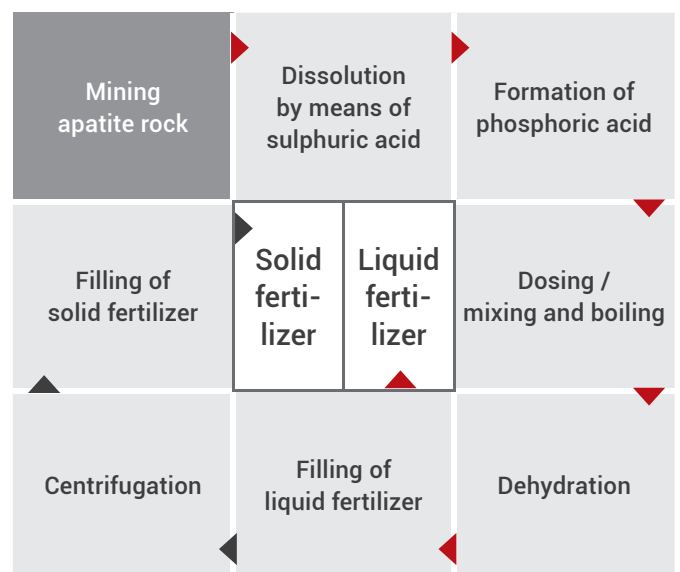 Mining
apatite rock
Dissolution
by means of
sulphuric acid
Formation of
phosphoric acid
Filling of
solid fertilizer
Solid
ferti-
lizer
Liquid
ferti-
lizer
Dosing /
mixing and boiling
Centrifugation
Filling of
liquid fertilizer
Dehydration